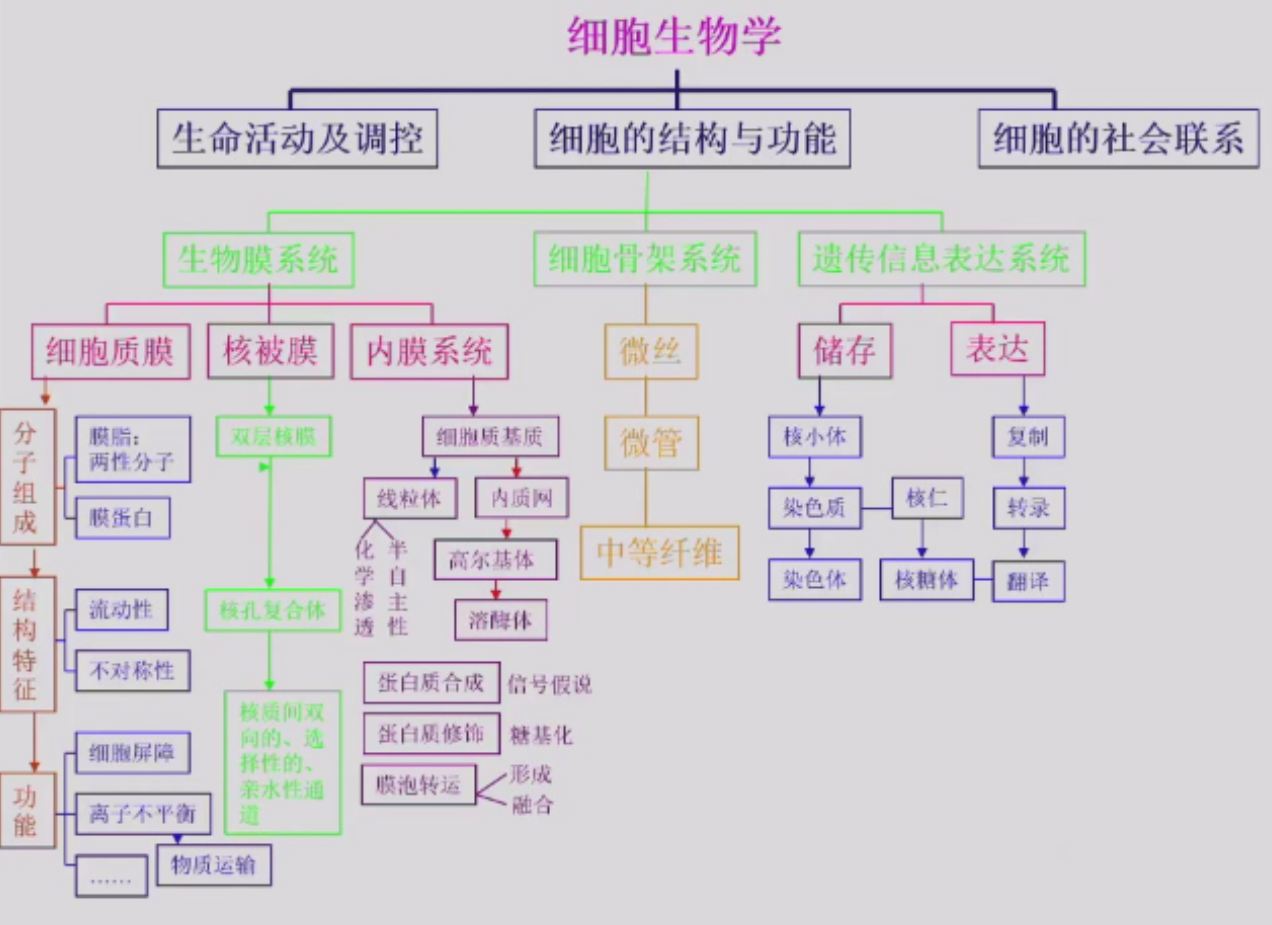 细胞生物学
生命活动及调控
细胞的结构与功能
细胞的社会联系
生物膜系统
细胞骨架系统
遗传信息表达系统
细胞质膜
核被膜
内膜系统
微丝
储存
表达
分子组成
膜脂：
两性分子
膜蛋白
双层核膜
细胞质基质
微管
核小体
复制
线粒体
内质网
染色质
核仁
转录
化学渗透
半自主性
高尔基体
中等纤维
染色体
核糖体
翻译
结构特征
流动性
不对称性
核孔复合体
溶酶体
蛋白质合成
信号假说
核质间双
向的、选
择性的、
亲水性通
道
蛋白质修饰
糖基化
功能
细胞屏障
膜泡转运
形成
融合
离子不平衡
物质运输
……